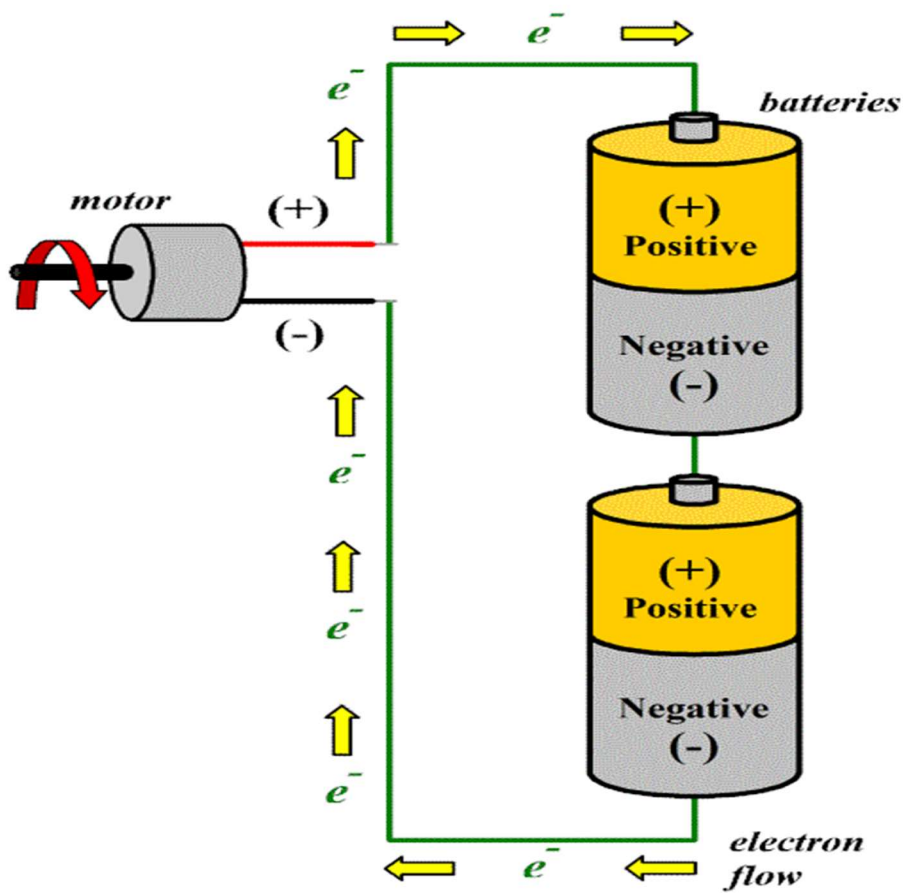 e⁻
e⁻
batteries
motor
(+)
(+)
Positive
(-)
Negative
(-)
e⁻
(+)
Positive
e⁻
Negative
(-)
e⁻
e⁻
electron
flow